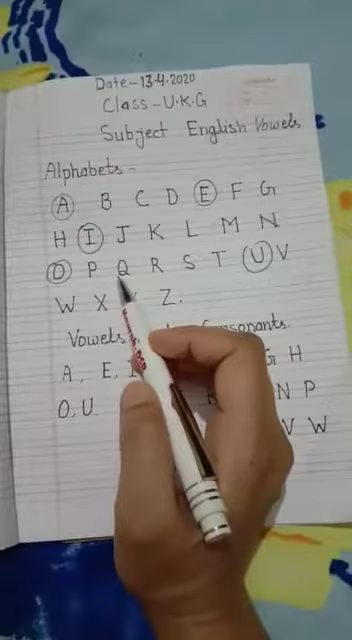 Date-13-4-2020
Class-U.K.G
Subject English Vowels
Alphabets-
A B C D E F G
H I J K L M N
O P Q R S T U V
W X Z.
Vowels Consonants
A, E, G H
O, U. N P
V W